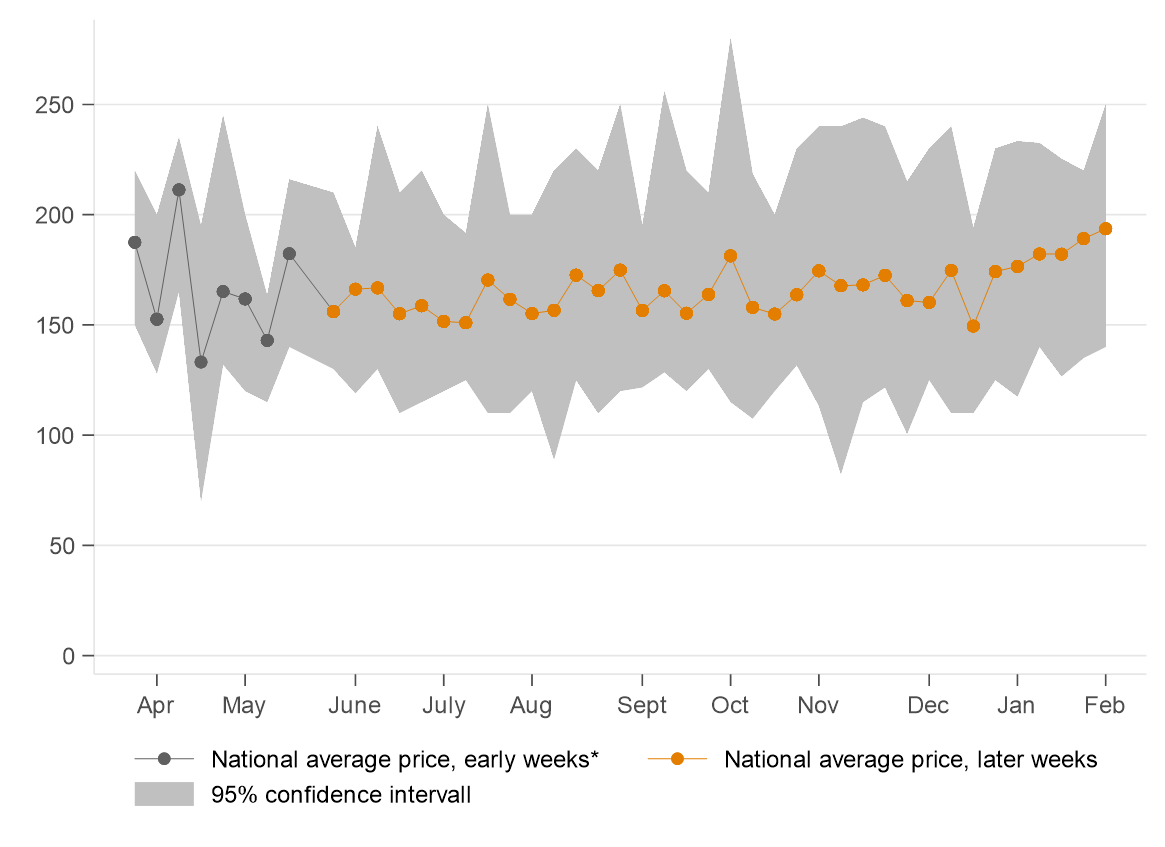 250
200
150
100
50
0
Apr May June July Aug Sept Oct Nov Dec Jan Feb
National average price, early weeks* National average price, later weeks
95% confidence intervall